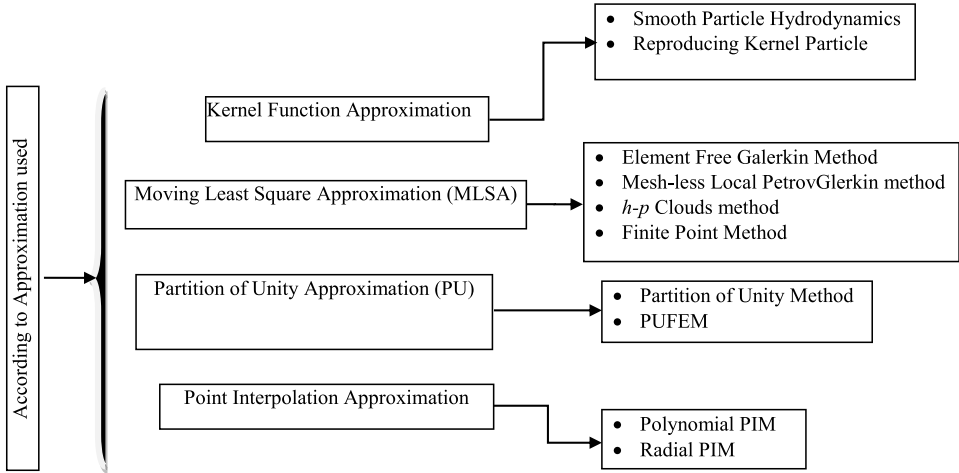 According to Approximation used
Kernel Function Approximation
• Smooth Particle Hydrodynamics
• Reproducing Kernel Particle
Moving Least Square Approximation (MLSA)
• Element Free Galerkin Method
• Mesh-less Local PetrovGlerkin method
• h-p Clouds method
• Finite Point Method
Partition of Unity Approximation (PU)
• Partition of Unity Method
• PUFEM
Point Interpolation Approximation
• Polynomial PIM
• Radial PIM